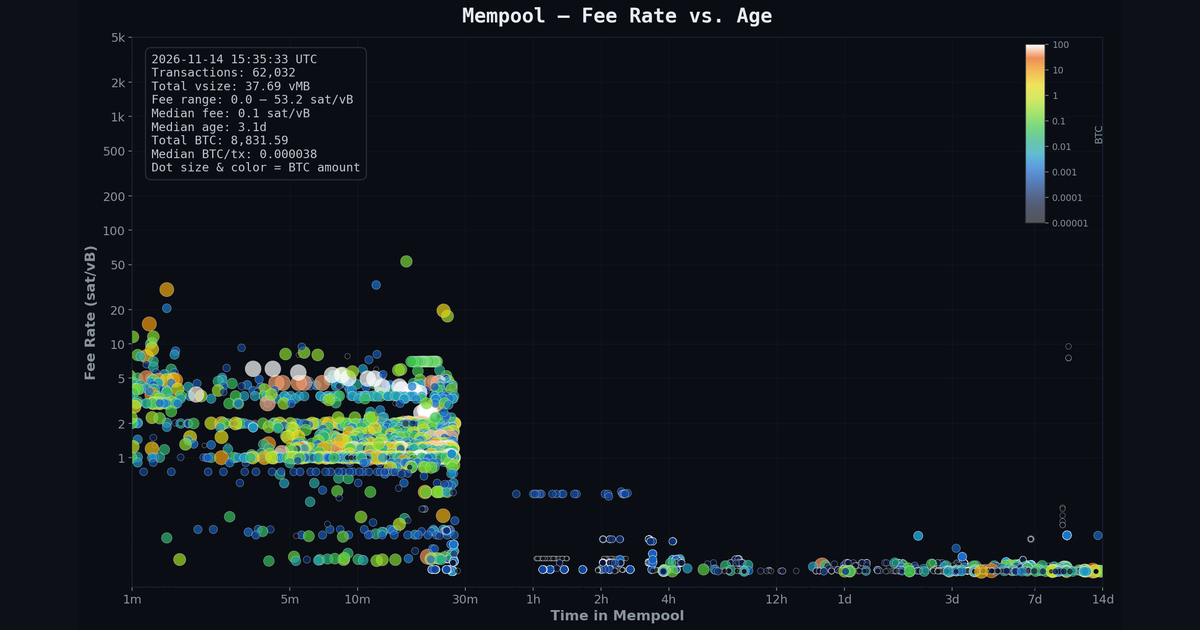 Mempool — Fee Rate vs. Age
2026-11-14 15:35:33 UTC
Transactions: 62,032
Total vsize: 37.69 vMB
Fee range: 0.0 — 53.2 sat/vB
Median fee: 0.1 sat/vB
Median age: 3.1d
Total BTC: 8,831.59
Median BTC/tx: 0.000038
Dot size & color = BTC amount
Fee Rate (sat/vB)
5k
2k
1k
500
200
100
50
20
10
5
2
1
100
10
1
0.1
0.01
0.001
0.0001
0.00001
BTC
1m
5m
10m
30m
1h
2h
4h
12h
1d
3d
7d
14d
Time in Mempool